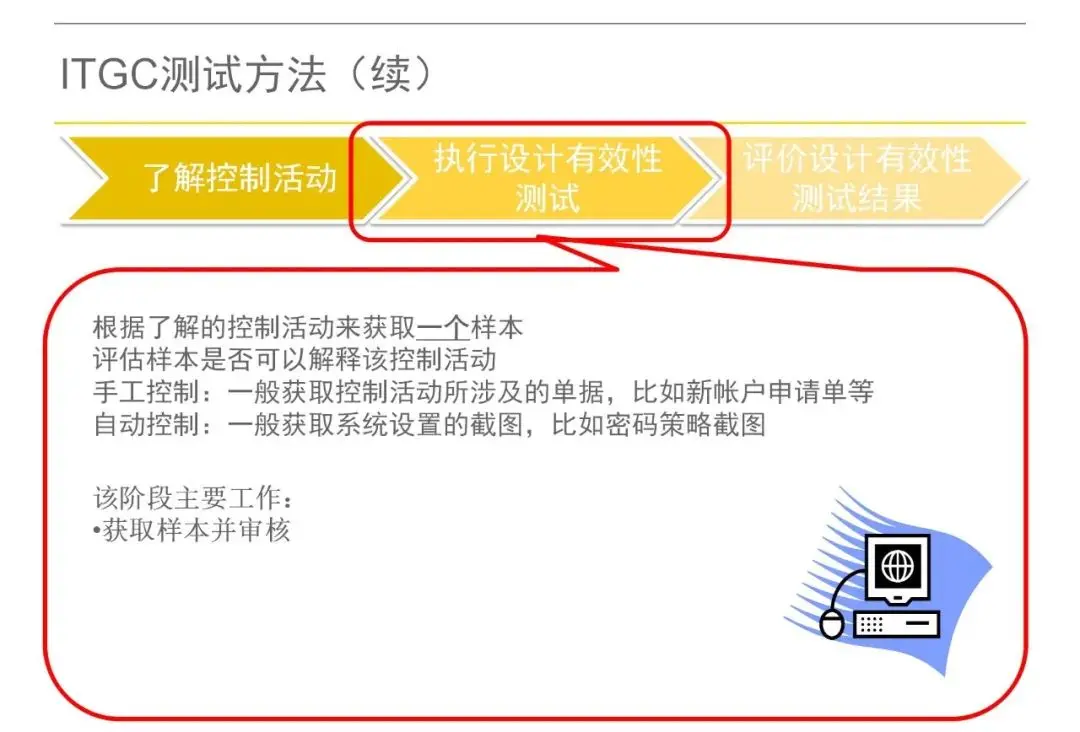 ITGC测试方法（续）
了解控制活动
执行设计有效性
测试
评价设计有效性
测试结果
根据了解的控制活动来获取一个样本
评估样本是否可以解释该控制活动
手工控制：一般获取控制活动所涉及的单据，比如新帐户申请单等
自动控制：一般获取系统设置的截图，比如密码策略截图
该阶段主要工作：
•获取样本并审核